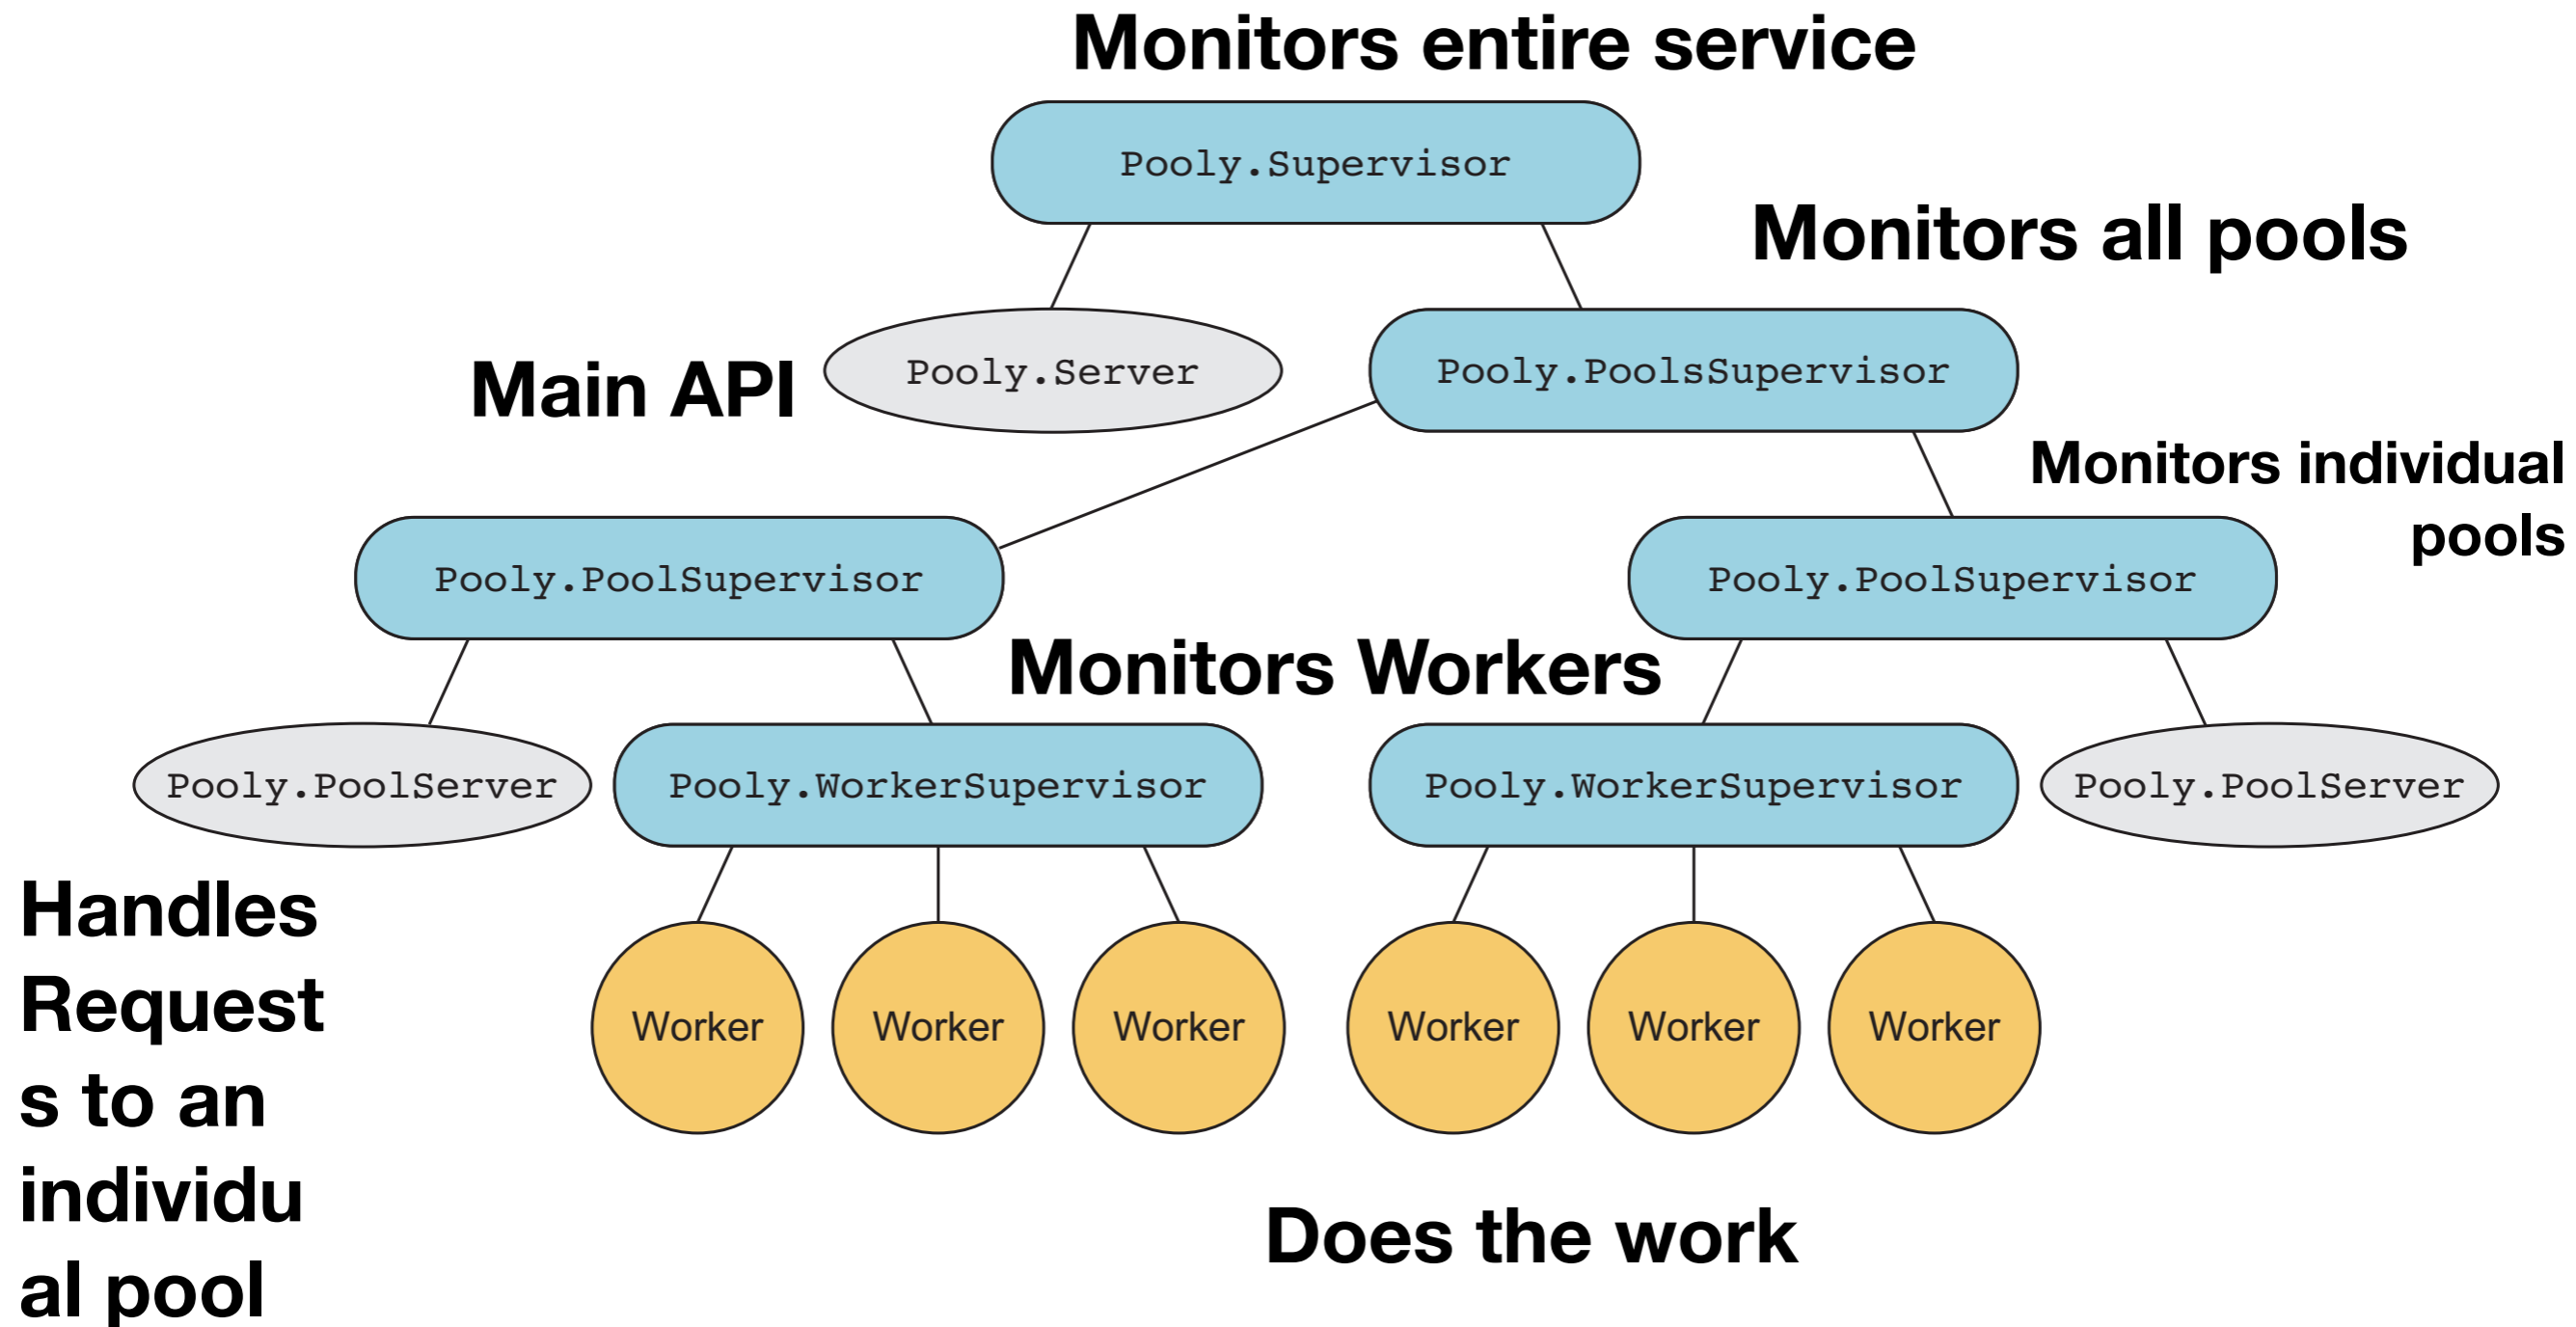 Monitors entire service
Pooly.Supervisor
Monitors all pools
Main API
Pooly.Server
Pooly.PoolsSupervisor
Monitors individual
pools
Pooly.PoolSupervisor
Pooly.PoolSupervisor
Monitors Workers
Pooly.PoolServer
Pooly.WorkerSupervisor
Pooly.WorkerSupervisor
Pooly.PoolServer
Handles
Request
s to an
individu
al pool
Worker
Worker
Worker
Worker
Worker
Worker
Does the work